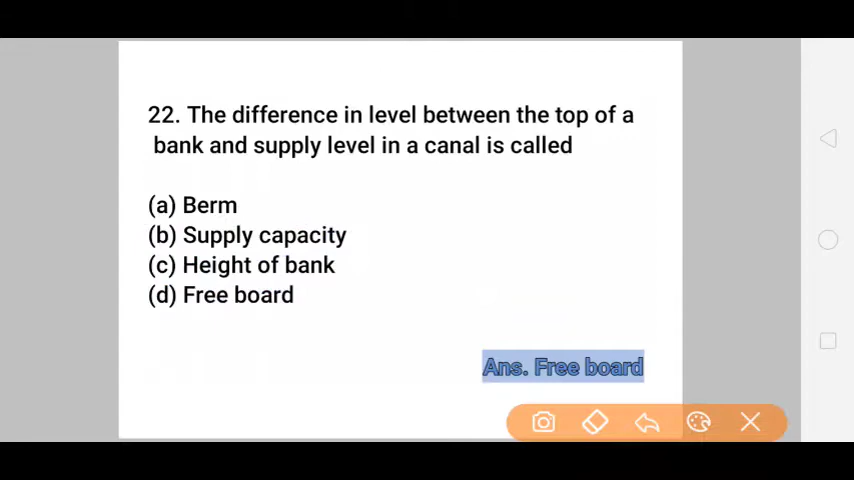 22. The difference in level between the top of a
bank and supply level in a canal is called
(a) Berm
(b) Supply capacity
(c) Height of bank
(d) Free board
Ans. Free board